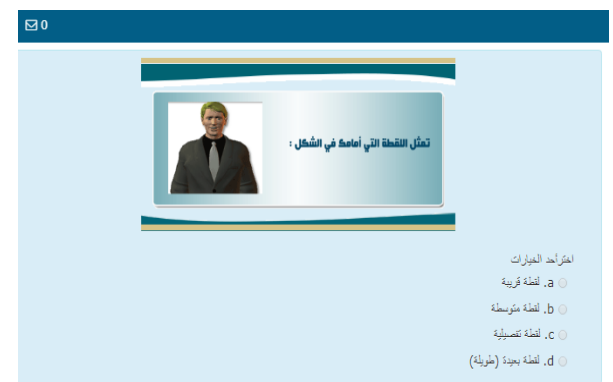 0
تمثل اللقطة التي أمامك في الشكل :
اختر أحد الخيارات
a. لقطة قريبة
b. لقطة متوسطة
c. لقطة تفصيلية
d. لقطة بعيدة (طويلة)